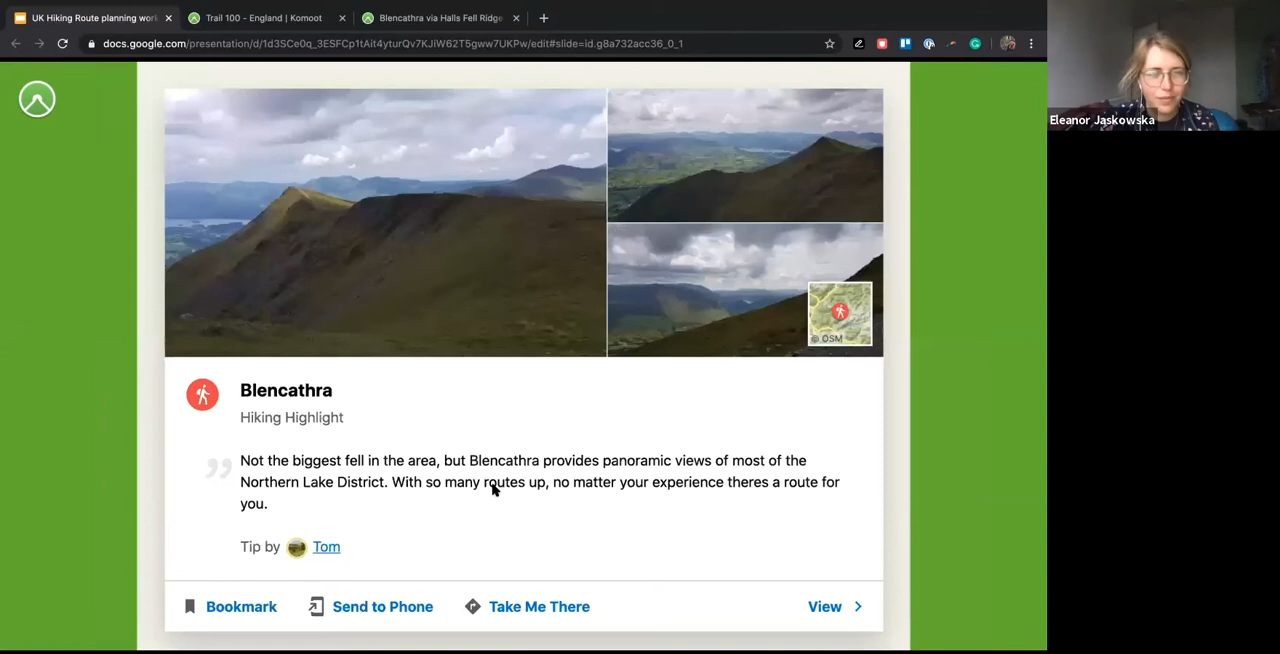 UK Hiking Route planning wor
Trail 100 - England | Komoot
Blencathra via Halls Fell Ridge
docs.google.com/presentation/d/1d3SCe0q_3ESFCp1tAit4yturQv7KJiW62T5gww7UKPw/edit#slide=id.g8a732acc36_0_1
Eleanor Jaskowska
© OSM
Blencathra
Hiking Highlight
Not the biggest fell in the area, but Blencathra provides panoramic views of most of the
Northern Lake District. With so many routes up, no matter your experience theres a route for
you.
Tip by Tom
Bookmark Send to Phone Take Me There View